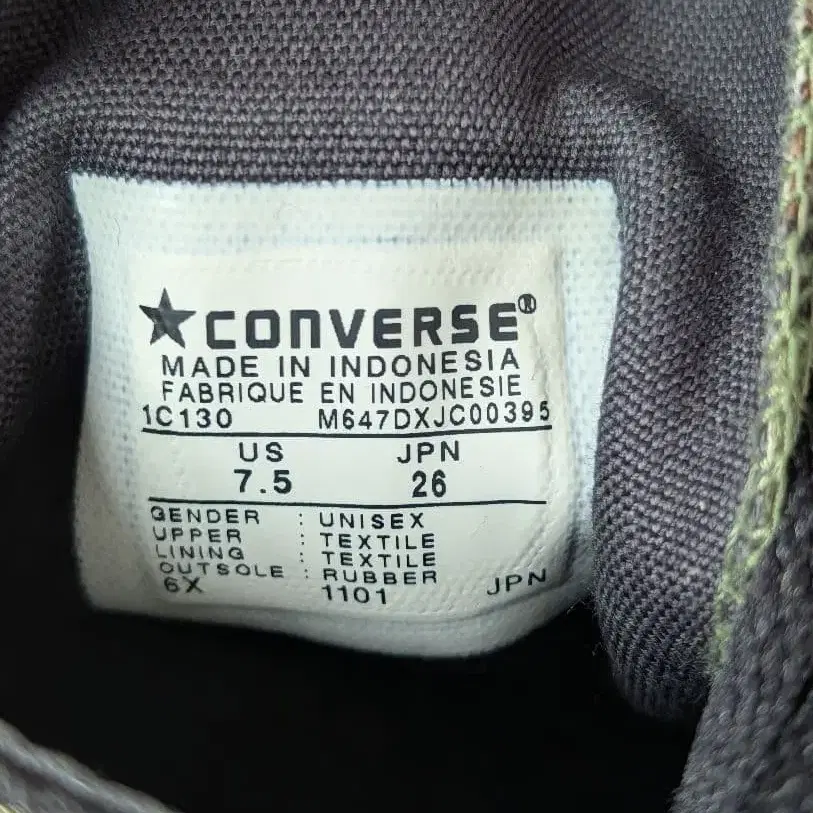 ★CONVERSE®
MADE IN INDONESIA
FABRIQUE EN INDONESIE
1C130 M647DXJC00395
US JPN
7.5 26
GENDER : UNISEX
UPPER : TEXTILE
LINING : TEXTILE
OUTSOLE : RUBBER
6X 1101 JPN